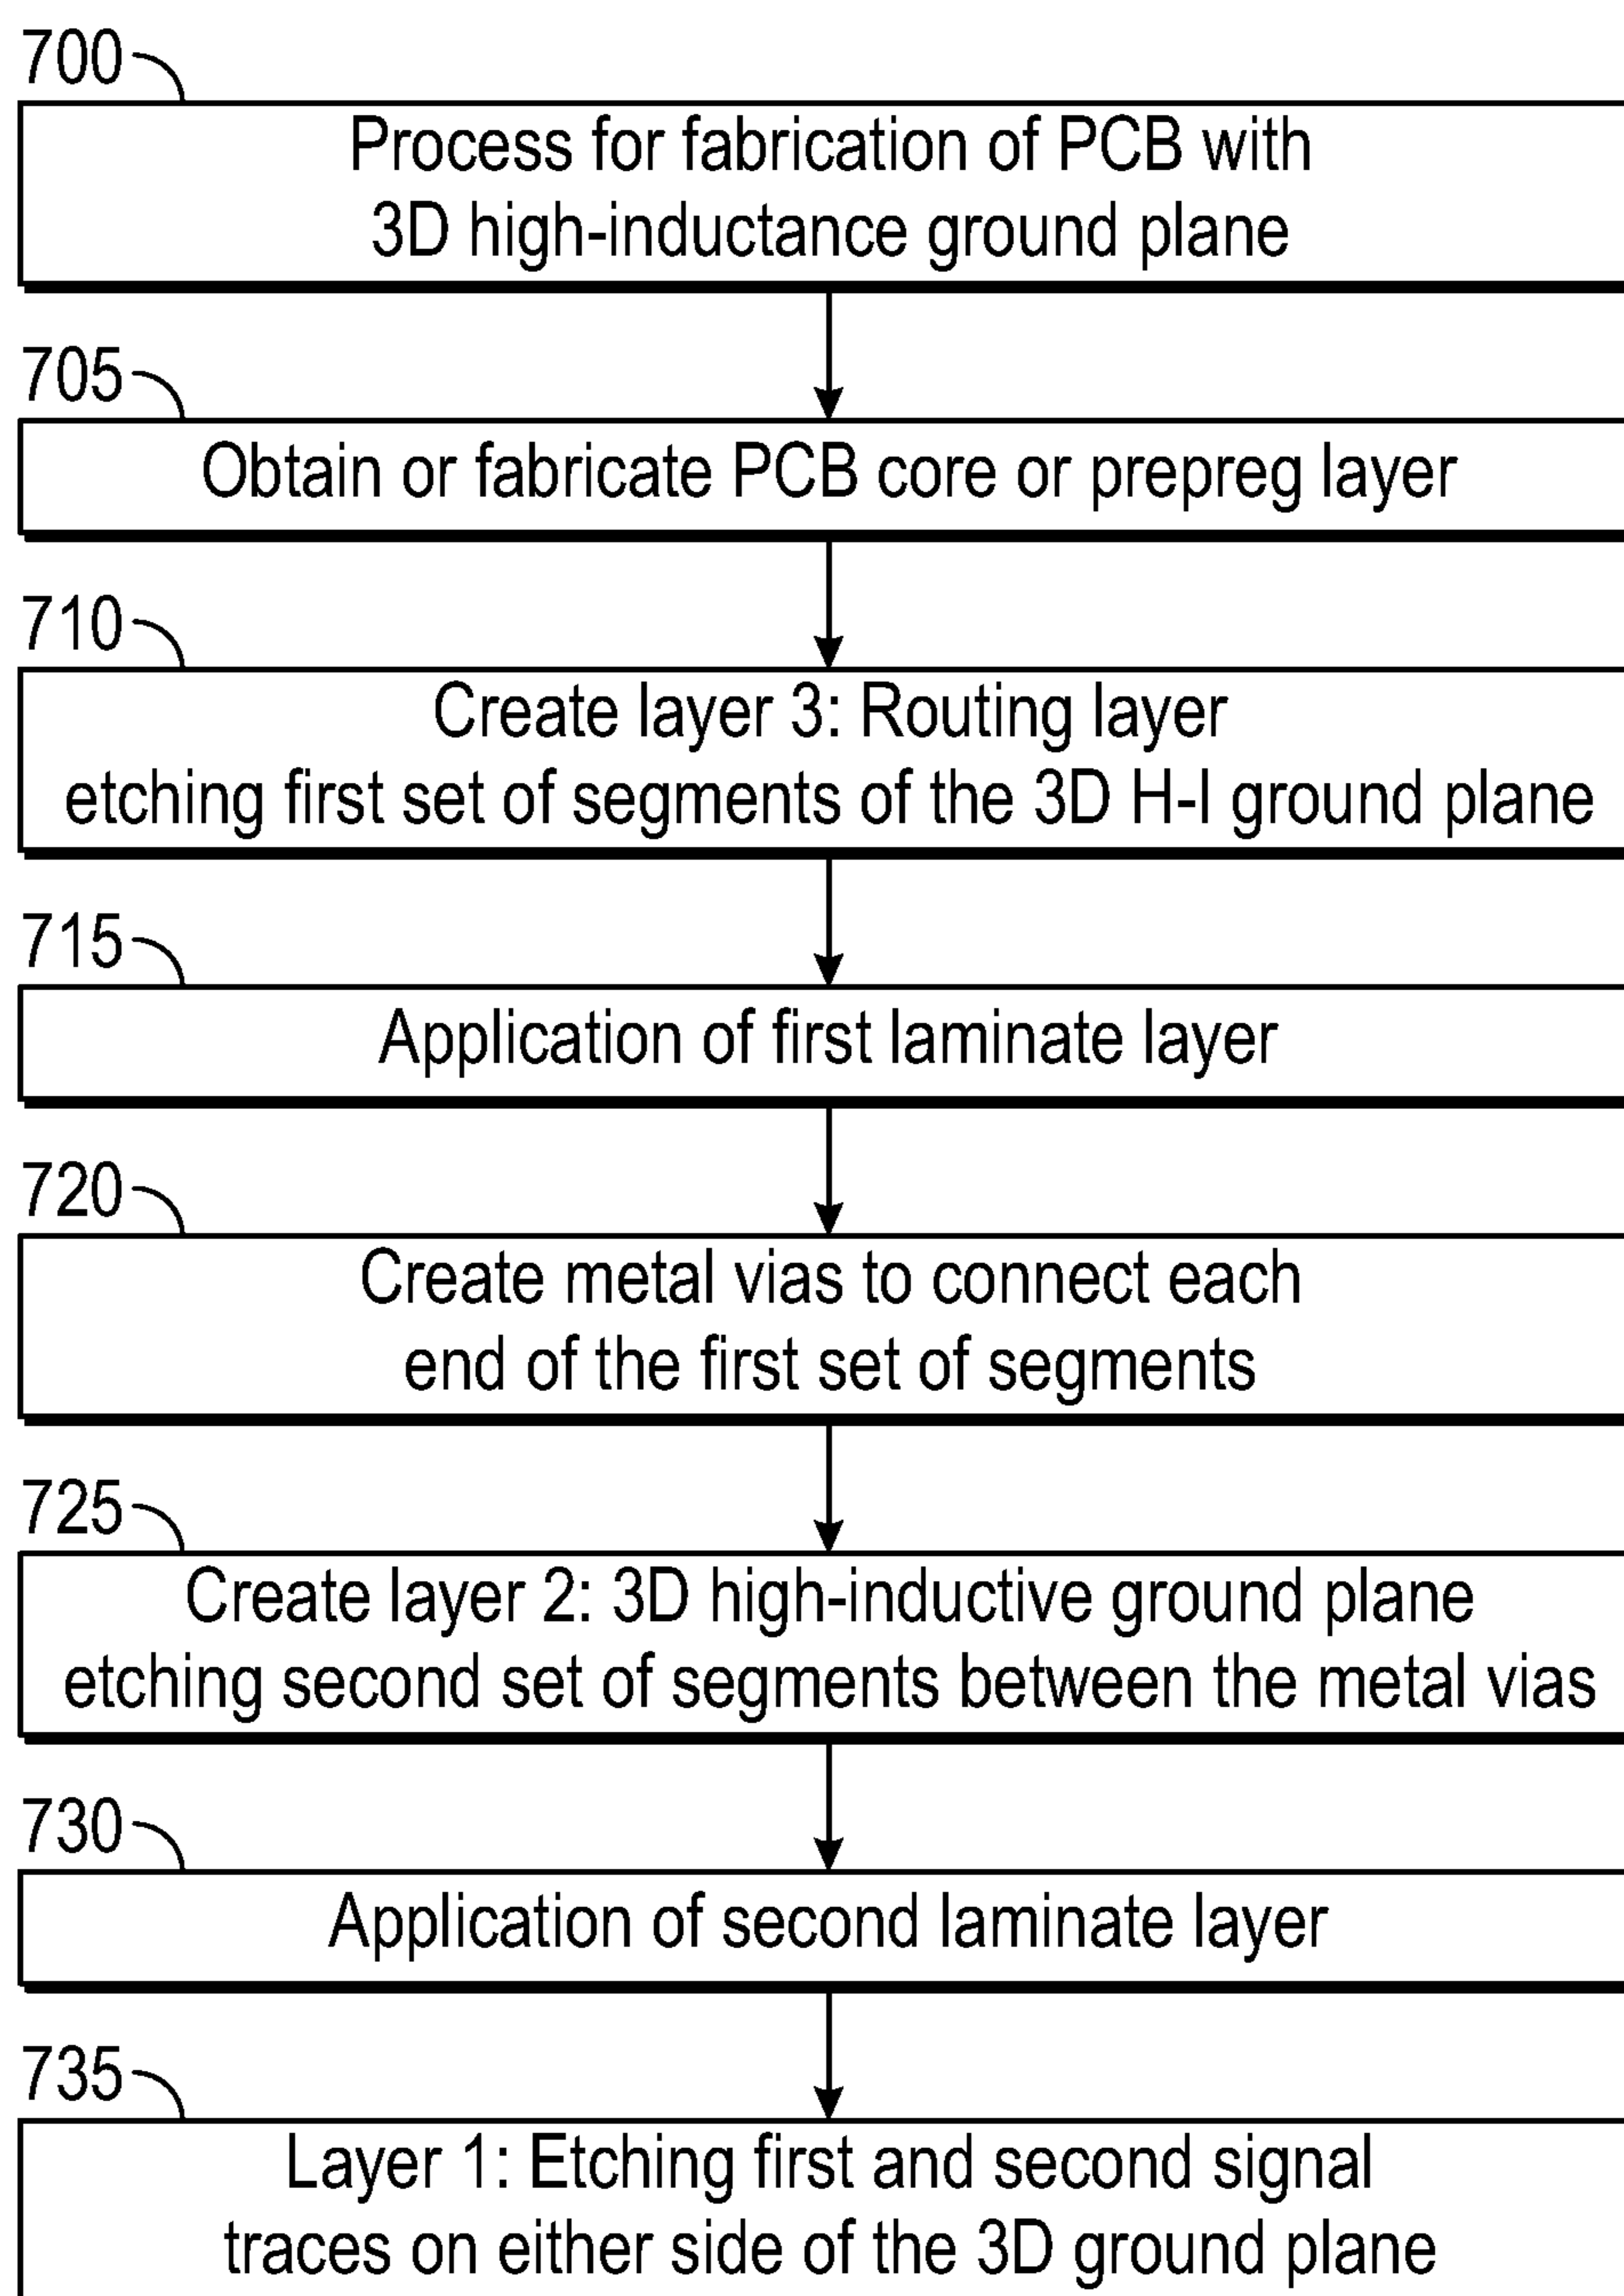 700
Process for fabrication of PCB with
3D high-inductance ground plane
705
Obtain or fabricate PCB core or prepreg layer
710
Create layer 3: Routing layer
etching first set of segments of the 3D H-I ground plane
715
Application of first laminate layer
720
Create metal vias to connect each
end of the first set of segments
725
Create layer 2: 3D high-inductive ground plane
etching second set of segments between the metal vias
730
Application of second laminate layer
735
Layer 1: Etching first and second signal
traces on either side of the 3D ground plane